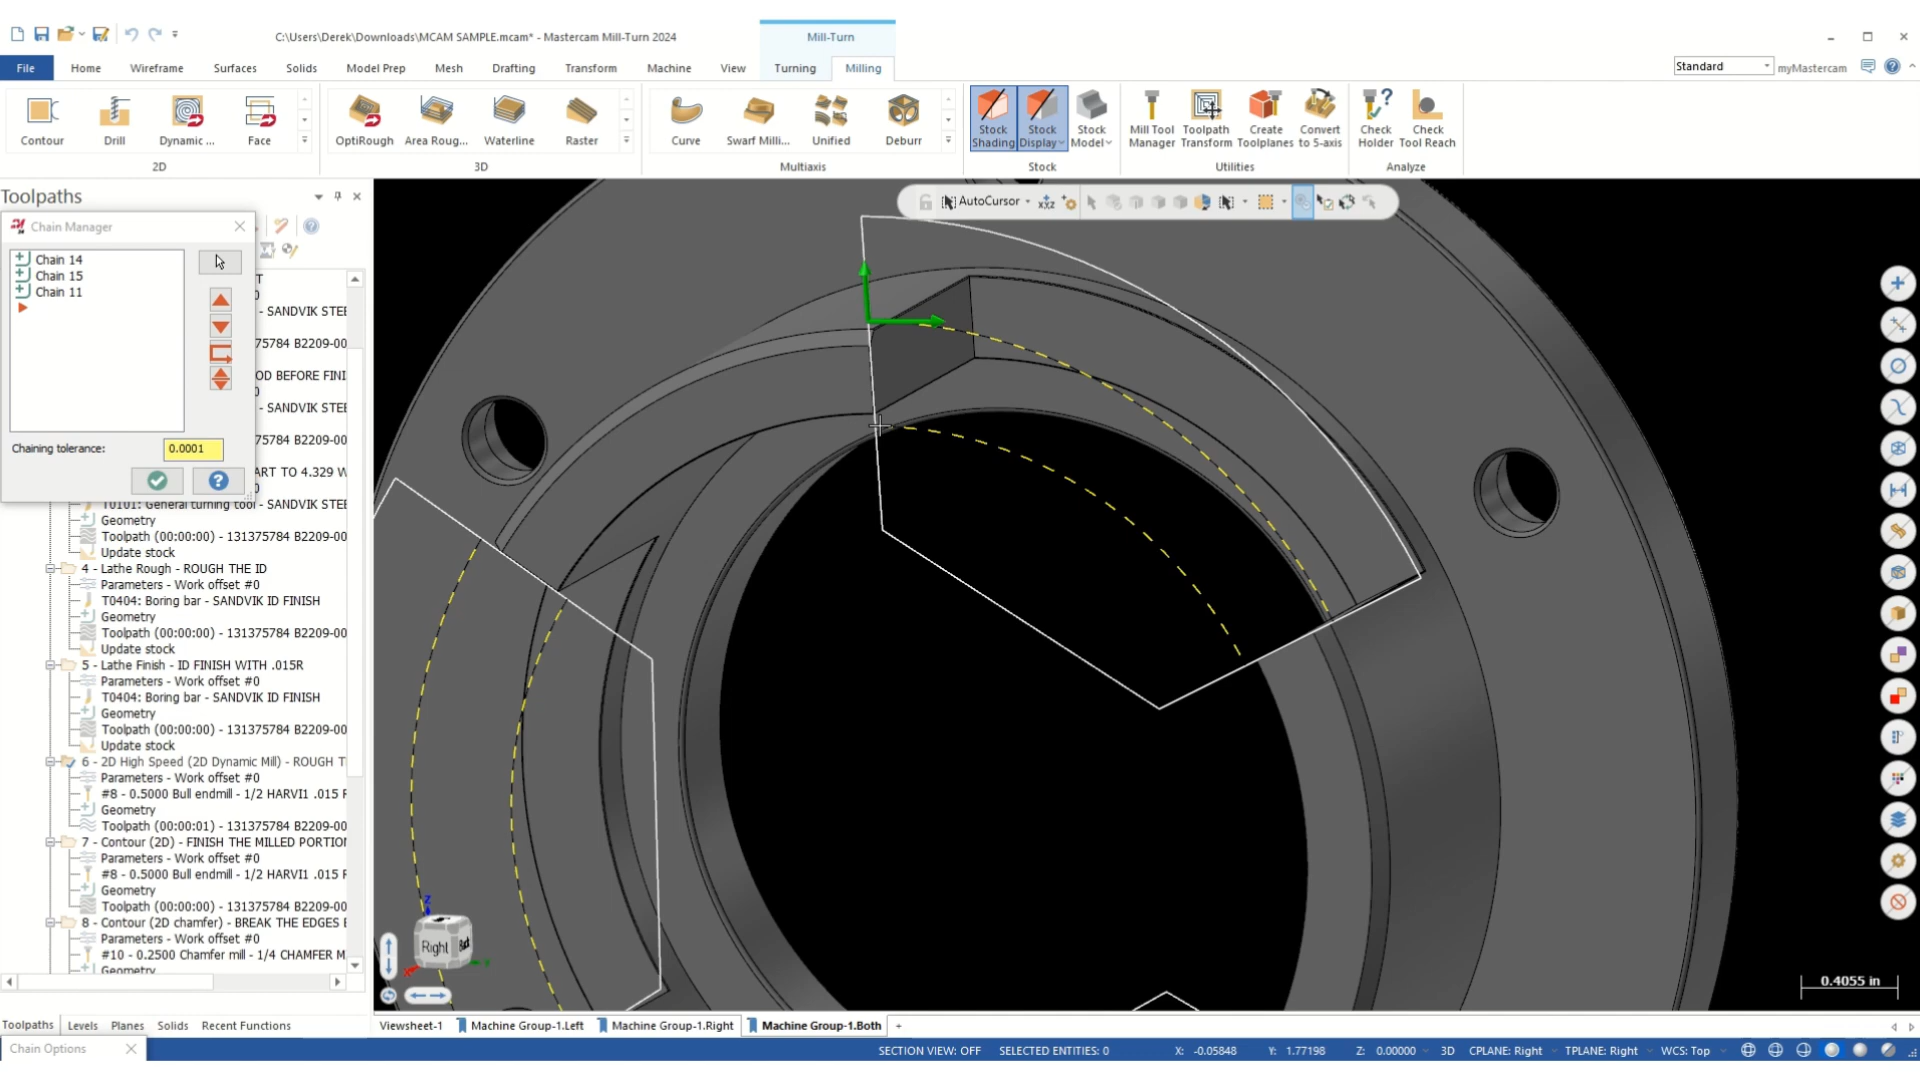 C:\Users\Derek\Downloads\MCAM SAMPLE.mcam* - Mastercam Mill-Turn 2024
Mill-Turn
File
Home
Wireframe
Surfaces
Solids
Model Prep
Mesh
Drafting
Transform
Machine
View
Turning
Milling
Standard
myMastercam
Contour
Drill
Dynamic ...
Face
2D
OptiRough
Area Roug...
Waterline
Raster
3D
Curve
Swarf Milli...
Unified
Deburr
Multiaxis
Stock Shading
Stock Display
Stock Model
Stock
Mill Tool Manager
Toolpath Transform
Create Toolplanes
Convert to 5-axis
Utilities
Check Holder
Check Tool Reach
Analyze
Toolpaths
AutoCursor
Chain Manager
Chain 14
Chain 15
Chain 11
Chaining tolerance:
0.0001
- SANDVIK STEE
75784 B2209-00
OD BEFORE FINI
- SANDVIK STEE
75784 B2209-00
ART TO 4.329 W
T0101: General turning tool - SANDVIK STEE
Geometry
Toolpath (00:00:00) - 131375784 B2209-00
Update stock
4 - Lathe Rough - ROUGH THE ID
Parameters - Work offset #0
T0404: Boring bar - SANDVIK ID FINISH
Geometry
Toolpath (00:00:00) - 131375784 B2209-00
Update stock
5 - Lathe Finish - ID FINISH WITH .015R
Parameters - Work offset #0
T0404: Boring bar - SANDVIK ID FINISH
Geometry
Toolpath (00:00:00) - 131375784 B2209-00
Update stock
6 - 2D High Speed (2D Dynamic Mill) - ROUGH T
Parameters - Work offset #0
#8 - 0.5000 Bull endmill - 1/2 HARVI1 .015 F
Geometry
Toolpath (00:00:01) - 131375784 B2209-00
7 - Contour (2D) - FINISH THE MILLED PORTION
Parameters - Work offset #0
#8 - 0.5000 Bull endmill - 1/2 HARVI1 .015 F
Geometry
Toolpath (00:00:00) - 131375784 B2209-00
8 - Contour (2D chamfer) - BREAK THE EDGES E
Parameters - Work offset #0
#10 - 0.2500 Chamfer mill - 1/4 CHAMFER M
Geometry
Z
Right
Back
0.4055 in
Toolpaths
Levels
Planes
Solids
Recent Functions
Viewsheet-1
Machine Group-1.Left
Machine Group-1.Right
Machine Group-1.Both
+
Chain Options
SECTION VIEW: OFF
SELECTED ENTITIES: 0
X: -0.05848
Y: 1.77198
Z: 0.00000
3D
CPLANE: Right
TPLANE: Right
WCS: Top